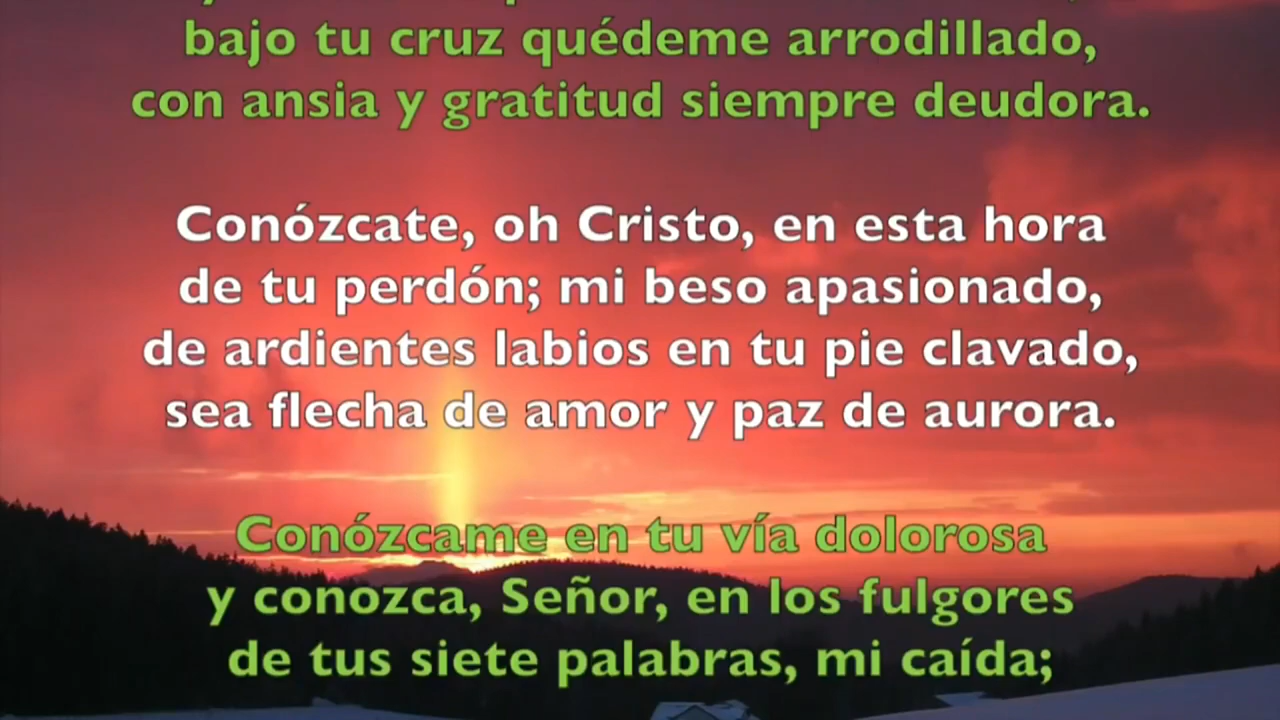 bajo tu cruz quédeme arrodillado,
con ansia y gratitud siempre deudora.
Conózcate, oh Cristo, en esta hora
de tu perdón; mi beso apasionado,
de ardientes labios en tu pie clavado,
sea flecha de amor y paz de aurora.
Conózcame en tu vía dolorosa
y conozca, Señor, en los fulgores
de tus siete palabras, mi caída;